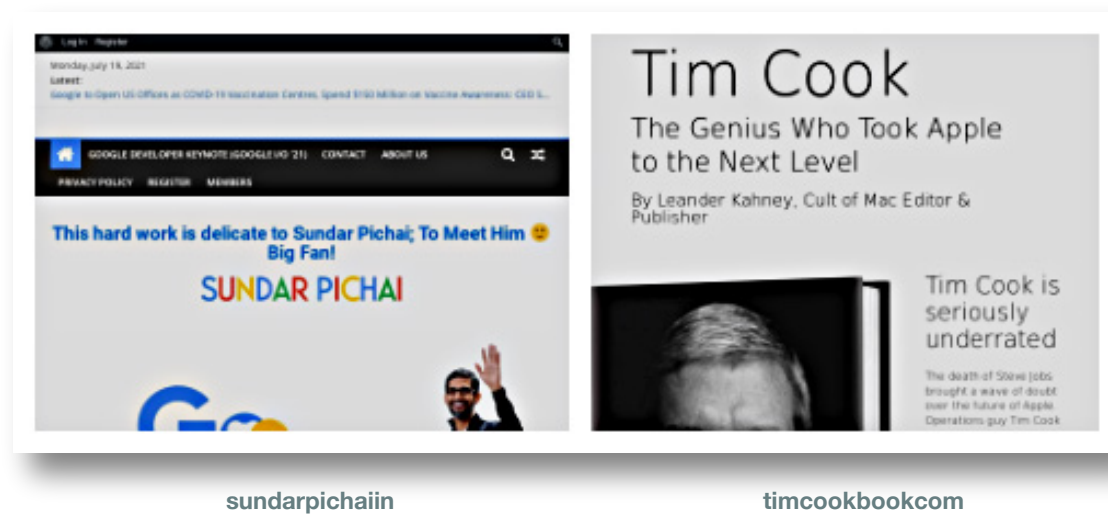 Log In Register
Monday, July 19, 2021
Latest:
Google to Open US Offices as COVID-19 Vaccination Centres, Spend $150 Million on Vaccine Awareness: CEO S...
GOOGLE DEVELOPER KEYNOTE (GOOGLE I/O '21) CONTACT ABOUT US
PRIVACY POLICY REGISTER MEMBERS
This hard work is delicate to Sundar Pichai; To Meet Him 🙂
Big Fan!
SUNDAR PICHAI
Go
Tim Cook
The Genius Who Took Apple
to the Next Level
By Leander Kahney, Cult of Mac Editor &
Publisher
Tim Cook is
seriously
underrated
The death of Steve Jobs
brought a wave of doubt
over the future of Apple.
Operations guy Tim Cook
sundarpichaiin
timcookbookcom